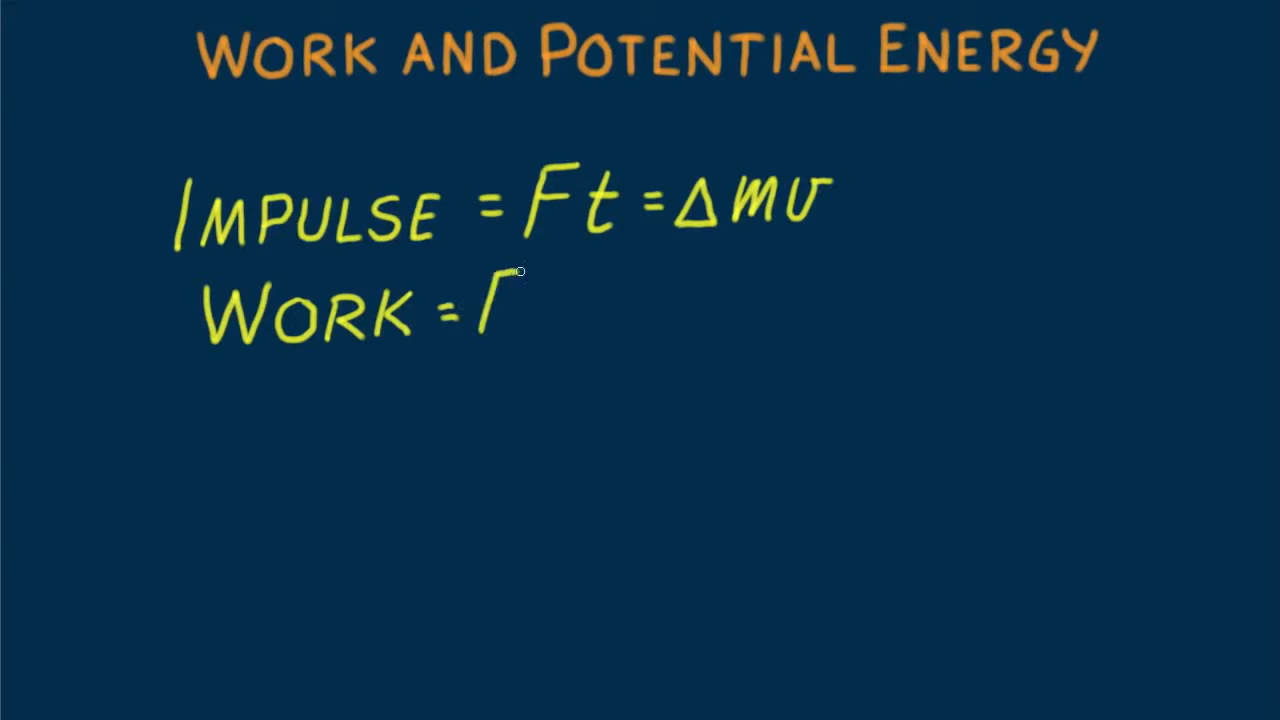 WORK AND POTENTIAL ENERGY
IMPULSE = Ft = Δmv
WORK =